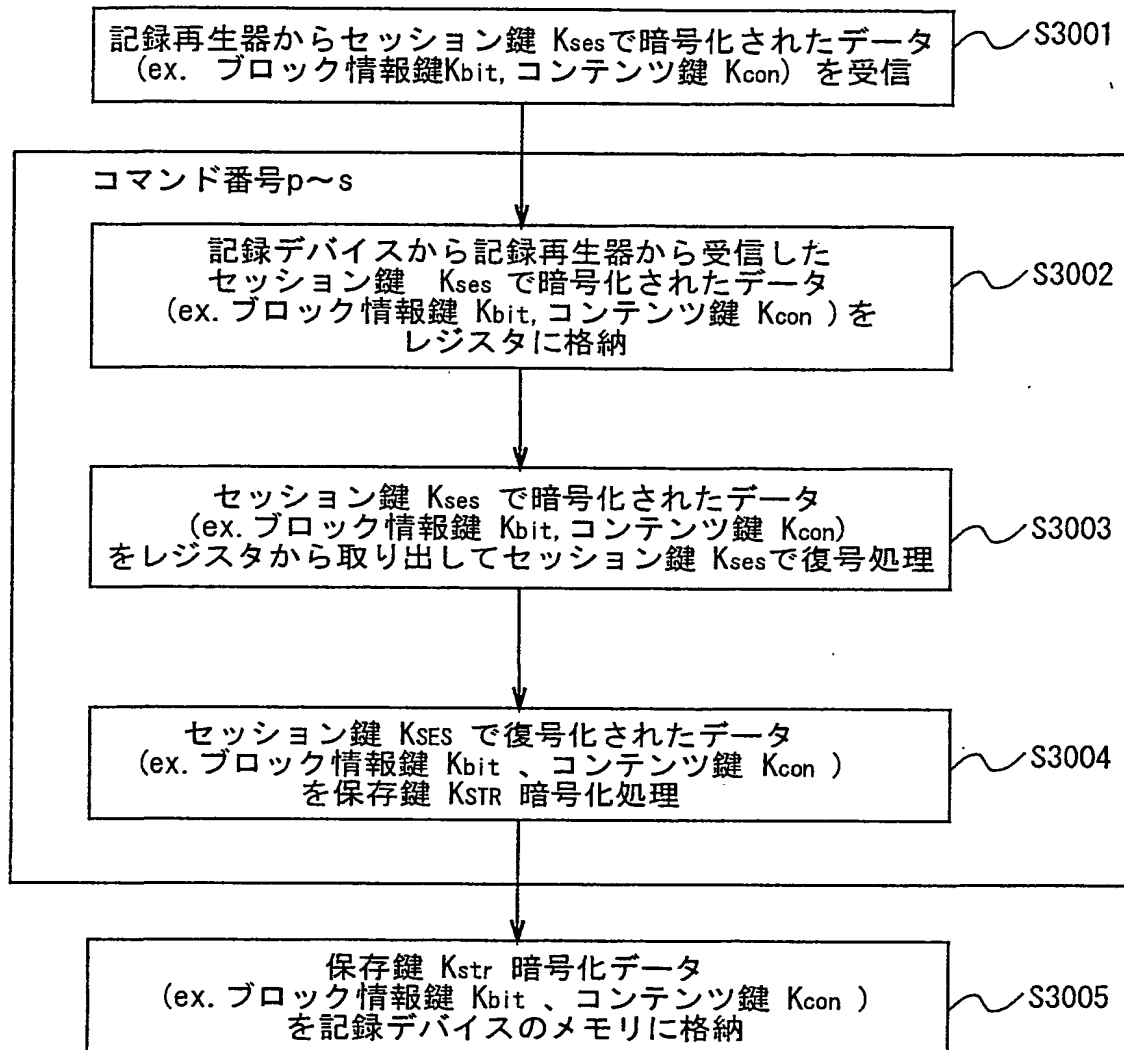 記録再生器からセッション鍵 Ksesで暗号化されたデータ
(ex. ブロック情報鍵Kbit, コンテンツ鍵 Kcon) を受信
S3001
コマンド番号p～s
記録デバイスから記録再生器から受信した
セッション鍵 Kses で暗号化されたデータ
(ex. ブロック情報鍵 Kbit, コンテンツ鍵 Kcon ) を
レジスタに格納
S3002
セッション鍵 Kses で暗号化されたデータ
(ex. ブロック情報鍵 Kbit, コンテンツ鍵 Kcon)
をレジスタから取り出してセッション鍵 Ksesで復号処理
S3003
セッション鍵 KSES で復号化されたデータ
(ex. ブロック情報鍵 Kbit 、コンテンツ鍵 Kcon )
を保存鍵 KSTR 暗号化処理
S3004
保存鍵 Kstr 暗号化データ
(ex. ブロック情報鍵 Kbit 、コンテンツ鍵 Kcon )
を記録デバイスのメモリに格納
S3005